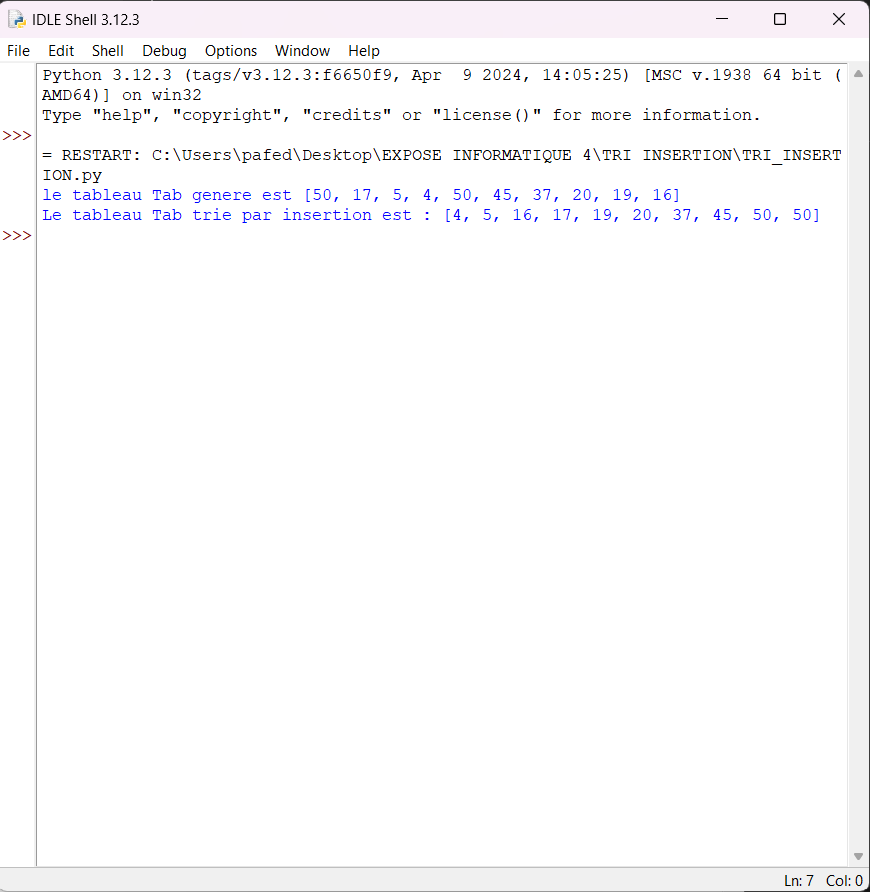 IDLE Shell 3.12.3
File Edit Shell Debug Options Window Help
Python 3.12.3 (tags/v3.12.3:f6650f9, Apr  9 2024, 14:05:25) [MSC v.1938 64 bit (
AMD64)] on win32
Type "help", "copyright", "credits" or "license()" for more information.
>>>
= RESTART: C:\Users\pafed\Desktop\EXPOSE INFORMATIQUE 4\TRI INSERTION\TRI_INSERT
ION.py
le tableau Tab genere est [50, 17, 5, 4, 50, 45, 37, 20, 19, 16]
Le tableau Tab trie par insertion est : [4, 5, 16, 17, 19, 20, 37, 45, 50, 50]
>>>
Ln: 7 Col: 0